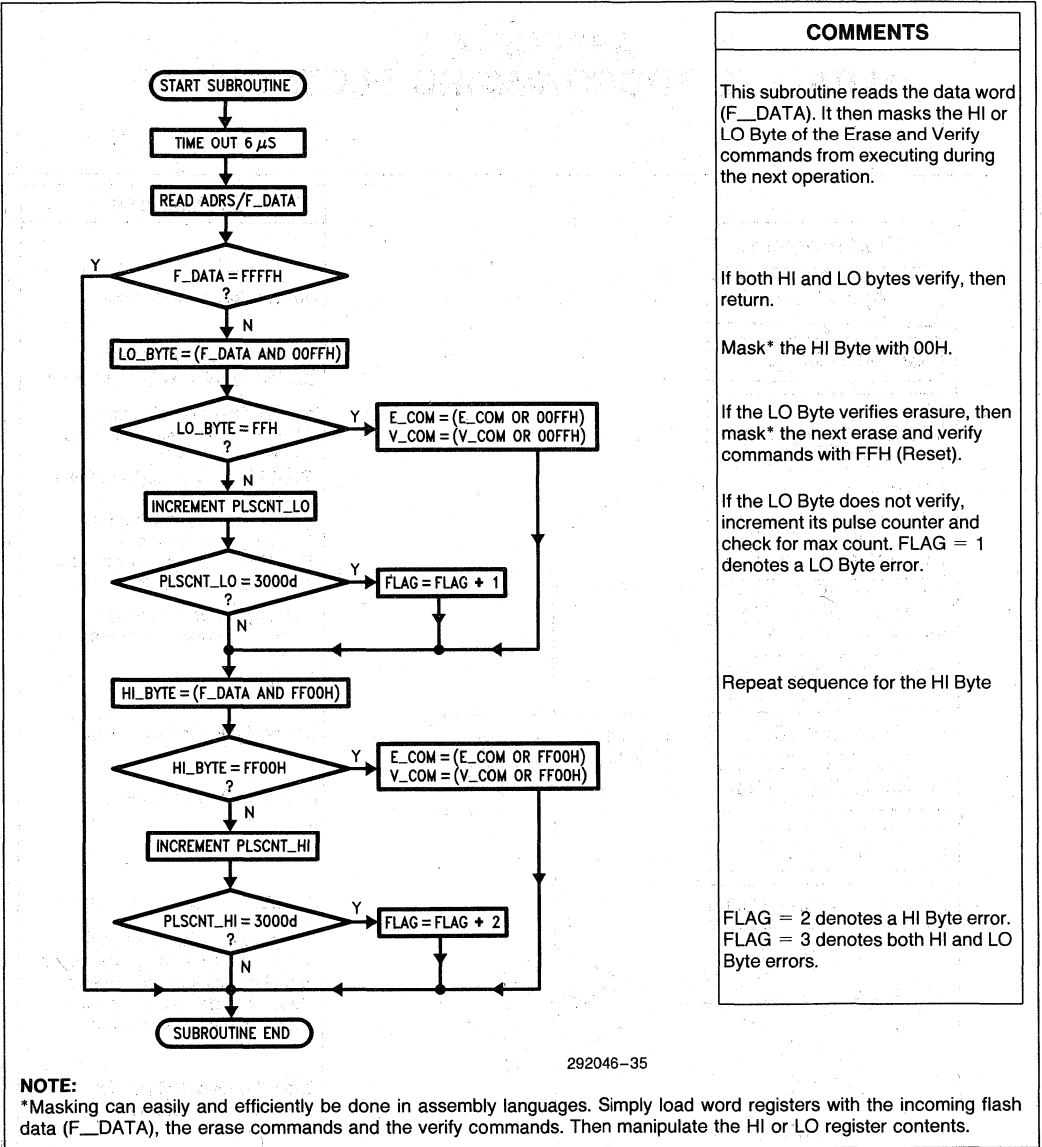 COMMENTS
START SUBROUTINE
TIME OUT 6 μS
READ ADRS/F_DATA
This subroutine reads the data word
(F__DATA). It then masks the HI or
LO Byte of the Erase and Verify
commands from executing during
the next operation.
Y
F_DATA = FFFFH
?
N
If both HI and LO bytes verify, then
return.
LO_BYTE = (F_DATA AND 00FFH)
Mask* the HI Byte with 00H.
LO_BYTE = FFH
?
Y
E_COM = (E_COM OR 00FFH)
V_COM = (V_COM OR 00FFH)
N
If the LO Byte verifies erasure, then
mask* the next erase and verify
commands with FFH (Reset).
INCREMENT PLSCNT_LO
If the LO Byte does not verify,
increment its pulse counter and
check for max count. FLAG = 1
denotes a LO Byte error.
PLSCNT_LO = 3000d
?
Y
FLAG = FLAG + 1
N
HI_BYTE = (F_DATA AND FF00H)
Repeat sequence for the HI Byte
HI_BYTE = FF00H
?
Y
E_COM = (E_COM OR FF00H)
V_COM = (V_COM OR FF00H)
N
INCREMENT PLSCNT_HI
PLSCNT_HI = 3000d
?
Y
FLAG = FLAG + 2
N
FLAG = 2 denotes a HI Byte error.
FLAG = 3 denotes both HI and LO
Byte errors.
SUBROUTINE END
292046–35
NOTE:
*Masking can easily and efficiently be done in assembly languages. Simply load word registers with the incoming flash
data (F__DATA), the erase commands and the verify commands. Then manipulate the HI or LO register contents.